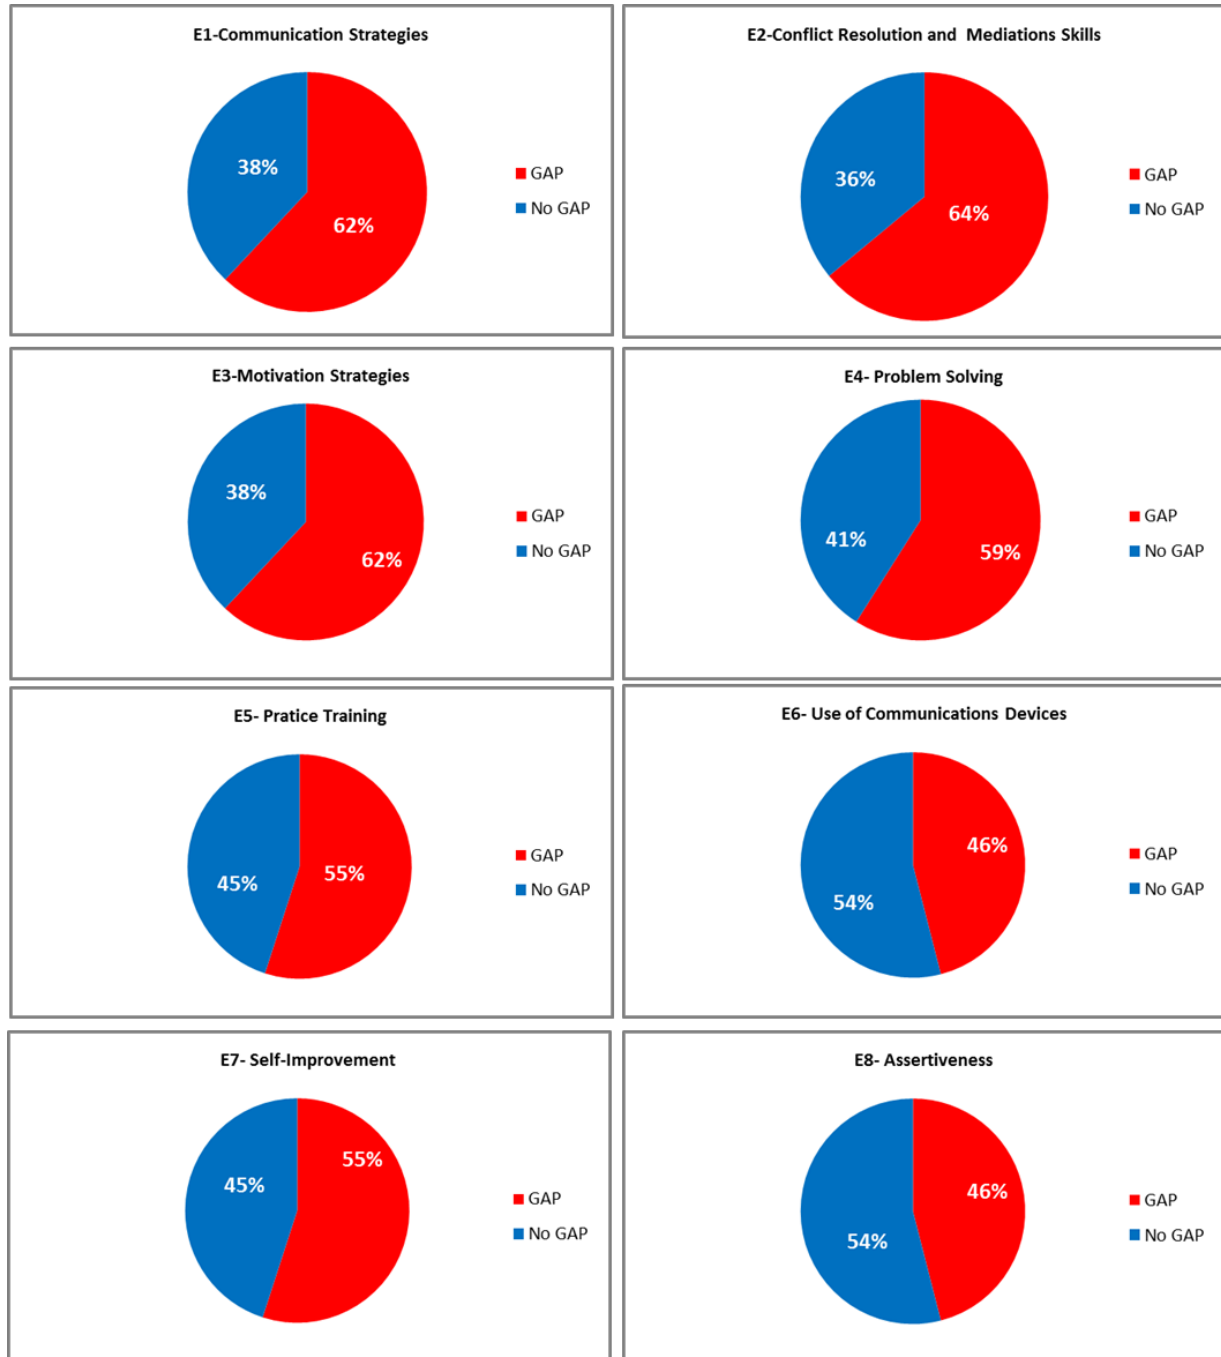 E1-Communication Strategies
38%
62%
GAP
No GAP
E2-Conflict Resolution and Mediations Skills
36%
64%
GAP
No GAP
E3-Motivation Strategies
38%
62%
GAP
No GAP
E4- Problem Solving
41%
59%
GAP
No GAP
E5- Pratice Training
45%
55%
GAP
No GAP
E6- Use of Communications Devices
46%
54%
GAP
No GAP
E7- Self-Improvement
55%
45%
GAP
No GAP
E8- Assertiveness
46%
54%
GAP
No GAP